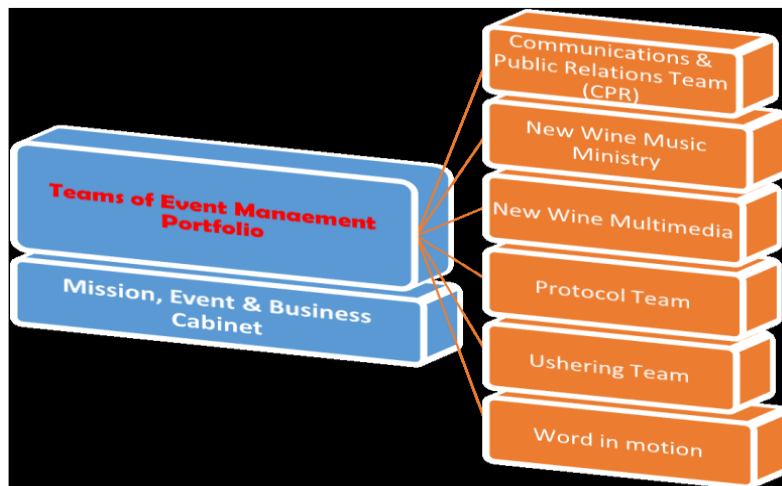 Teams of Event Manaement
Portfolio
Mission, Event & Business
Cabinet
Communications &
Public Relations Team
(CPR)
New Wine Music
Ministry
New Wine Multimedia
Protocol Team
Ushering Team
Word in motion